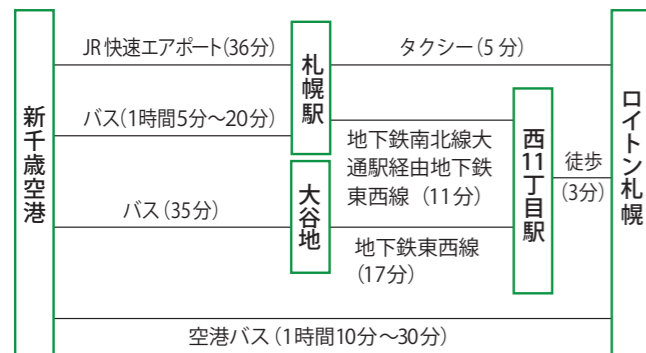 新千歳空港
JR快速エアポート(36分)
札幌駅
タクシー(5分)
ロイトン札幌
バス(1時間5分～20分)
地下鉄南北線大
通駅経由地下鉄
東西線（11分）
西11丁目駅
徒歩
(3分)
バス(35分)
大谷地
地下鉄東西線
（17分）
空港バス(1時間10分～30分)